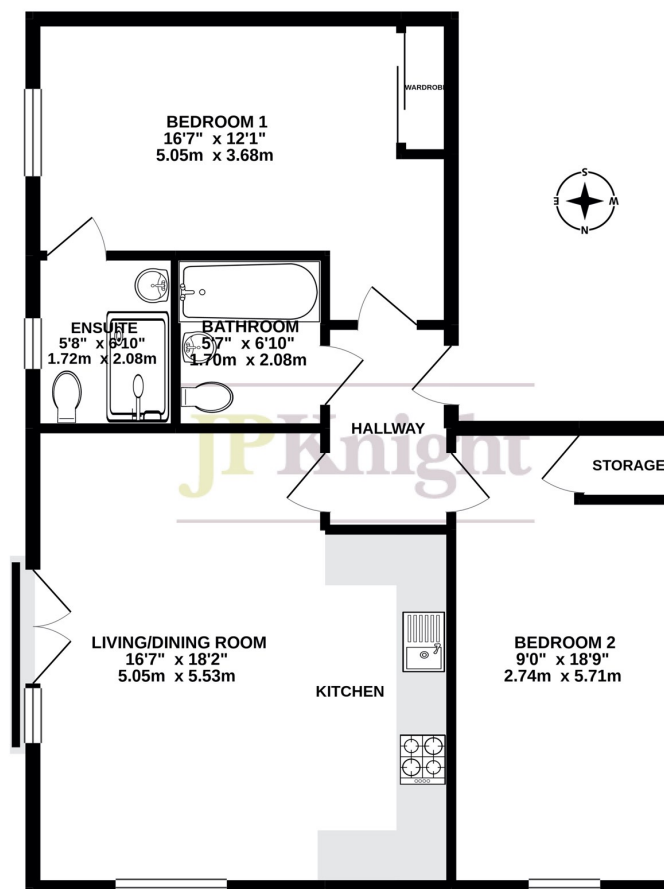 BEDROOM 1
16'7" x 12'1"
5.05m x 3.68m
WARDROBE
S
E W
N
ENSUITE
5'8" x 6'10"
1.72m x 2.08m
BATHROOM
5'7" x 6'10"
1.70m x 2.08m
HALLWAY
JPKnight
STORAGE
LIVING/DINING ROOM
16'7" x 18'2"
5.05m x 5.53m
KITCHEN
BEDROOM 2
9'0" x 18'9"
2.74m x 5.71m